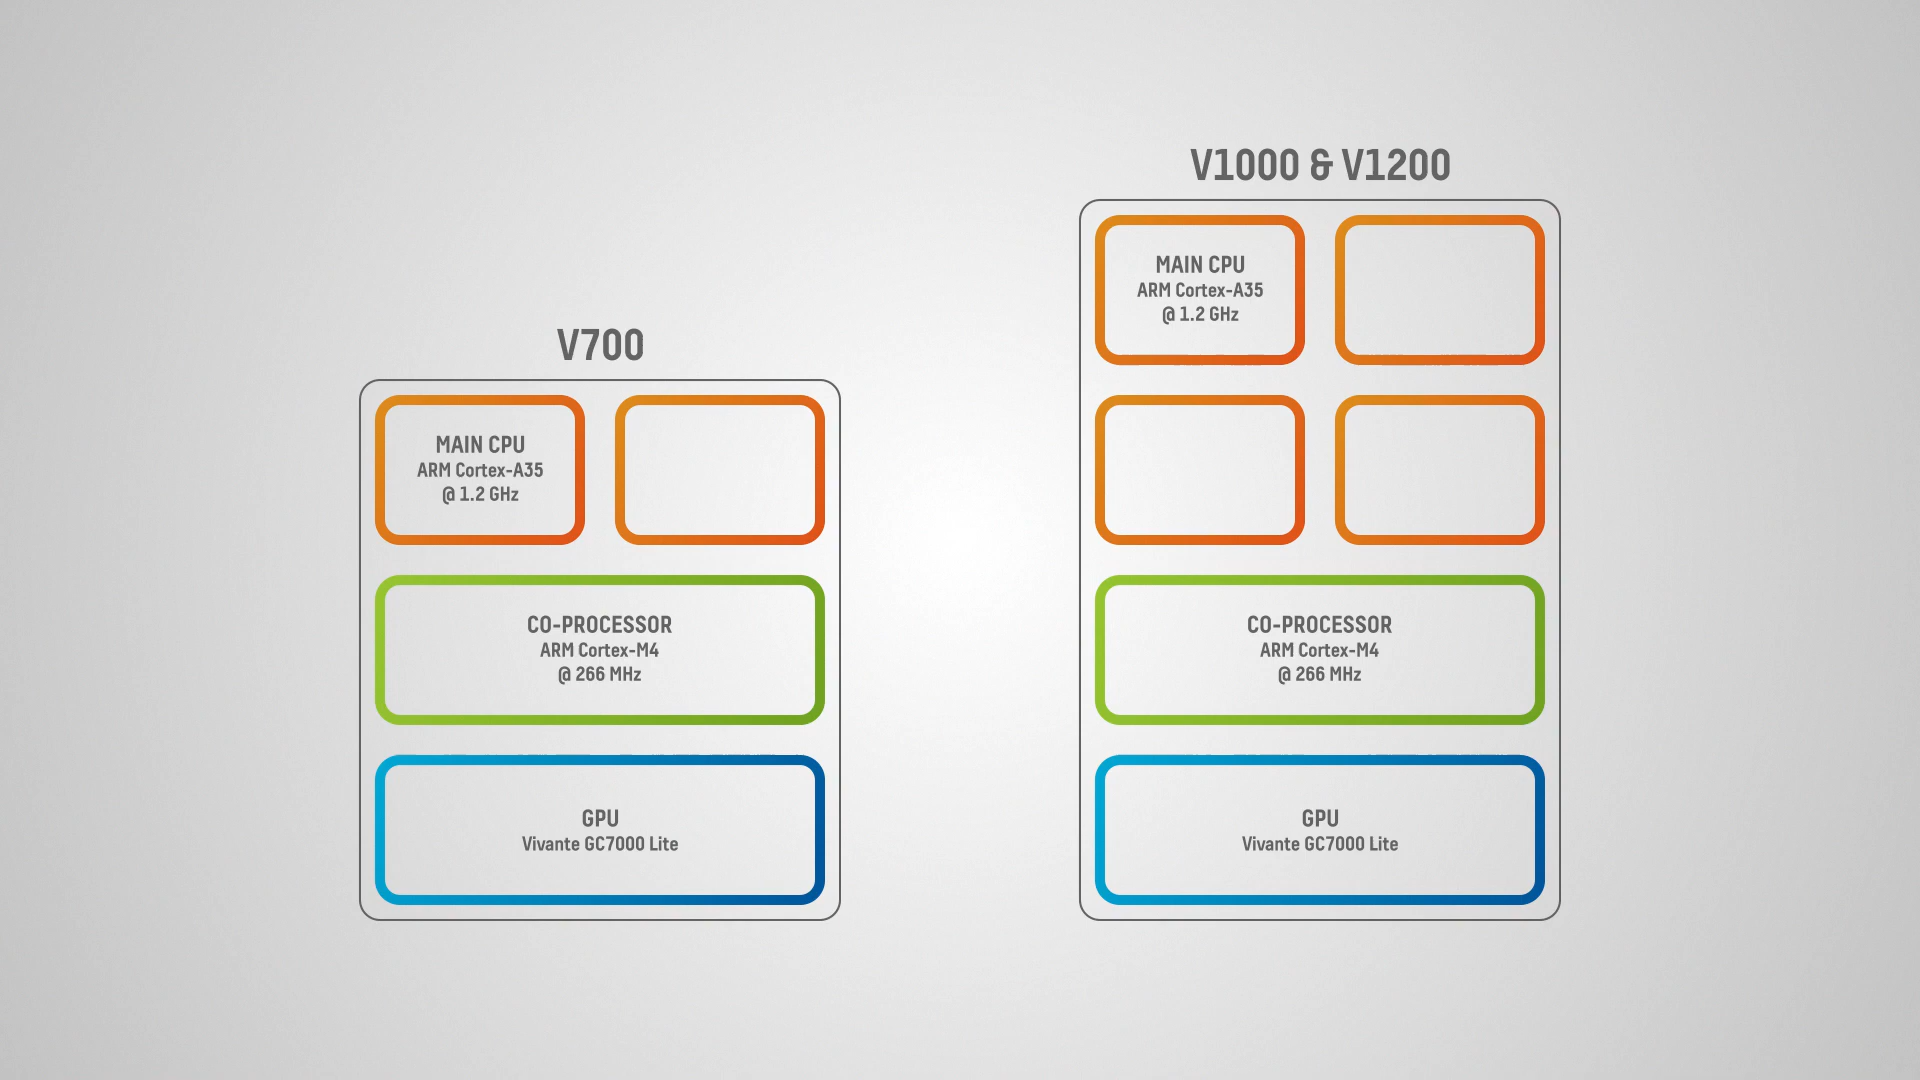 V700
MAIN CPU
ARM Cortex-A35
@ 1.2 GHz
CO-PROCESSOR
ARM Cortex-M4
@ 266 MHz
GPU
Vivante GC7000 Lite
V1000 & V1200
MAIN CPU
ARM Cortex-A35
@ 1.2 GHz
CO-PROCESSOR
ARM Cortex-M4
@ 266 MHz
GPU
Vivante GC7000 Lite